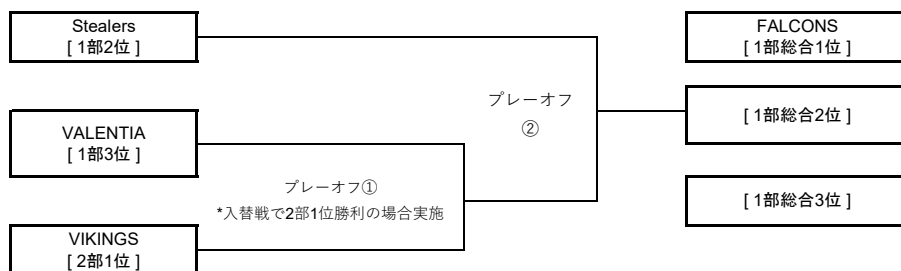 Stealers
[ 1部2位 ]
FALCONS
[ 1部総合1位 ]
プレーオフ
②
[ 1部総合2位 ]
VALENTIA
[ 1部3位 ]
プレーオフ①
*入替戦で2部1位勝利の場合実施
[ 1部総合3位 ]
VIKINGS
[ 2部1位 ]